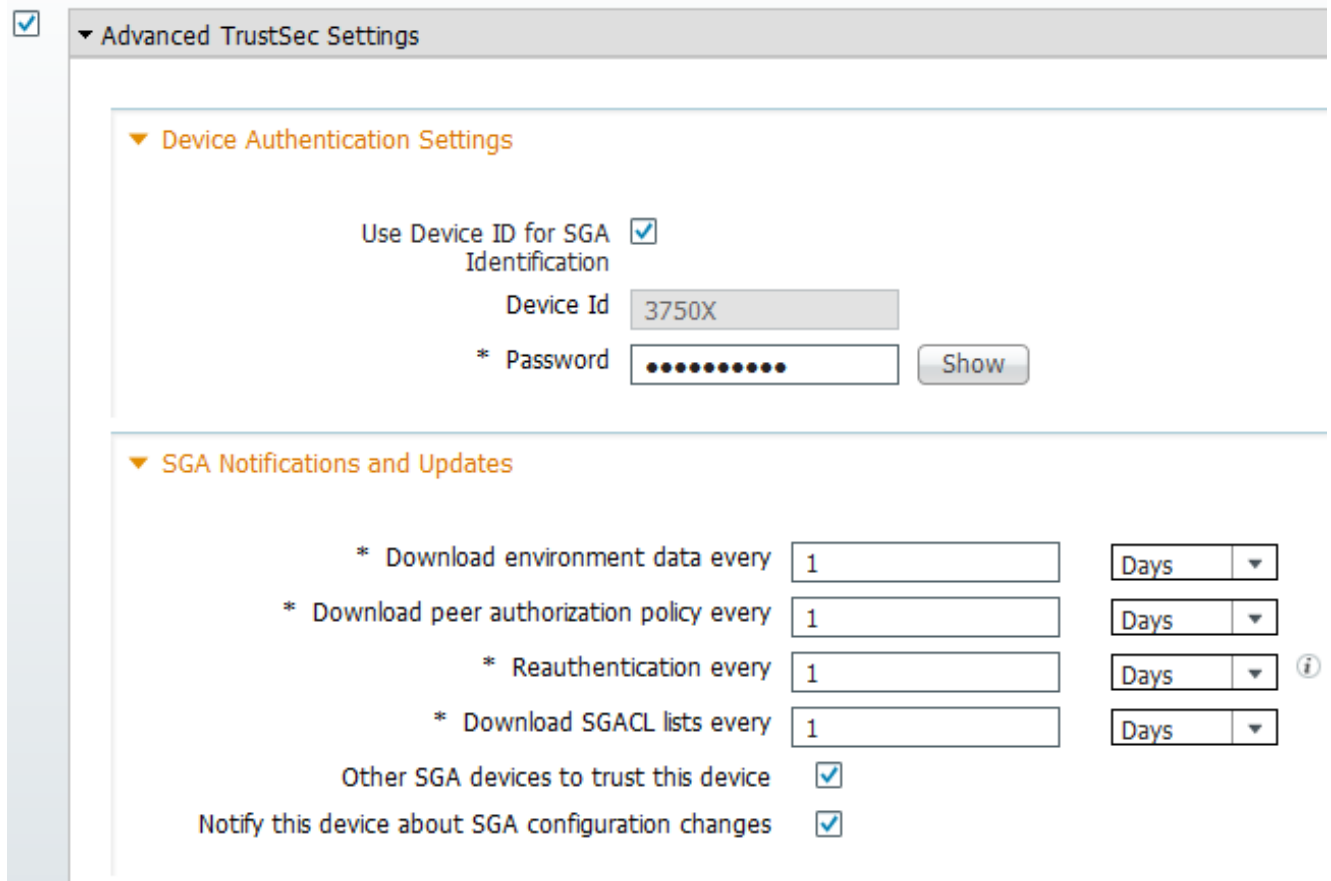 Advanced TrustSec Settings
Device Authentication Settings
Use Device ID for SGA
Identification
Device Id 3750X
* Password •••••••••• Show
SGA Notifications and Updates
* Download environment data every 1 Days
* Download peer authorization policy every 1 Days
* Reauthentication every 1 Days i
* Download SGACL lists every 1 Days
Other SGA devices to trust this device
Notify this device about SGA configuration changes